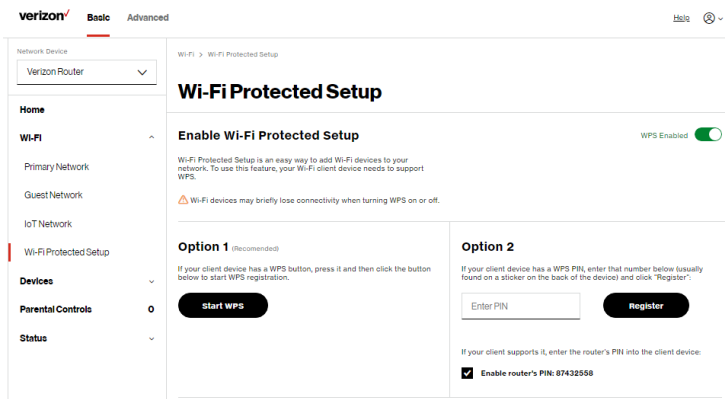 verizon
Basic
Advanced
Help
Network Device
Verizon Router
Home
Wi-Fi
Primary Network
Guest Network
IoT Network
Wi-Fi Protected Setup
Devices
Parental Controls
0
Status
Wi-Fi > Wi-Fi Protected Setup
Wi-Fi Protected Setup
Enable Wi-Fi Protected Setup
WPS Enabled
Wi-Fi Protected Setup is an easy way to add Wi-Fi devices to your
network. To use this feature, your Wi-Fi client device needs to support
WPS.
Wi-Fi devices may briefly lose connectivity when turning WPS on or off.
Option 1 (Recomended)
If your client device has a WPS button, press it and then click the button
below to start WPS registration.
Start WPS
Option 2
If your client device has a WPS PIN, enter that number below (usually
found on a sticker on the back of the device) and click "Register":
Enter PIN
Register
If your client supports it, enter the router's PIN into the client device:
Enable router's PIN: 87432558